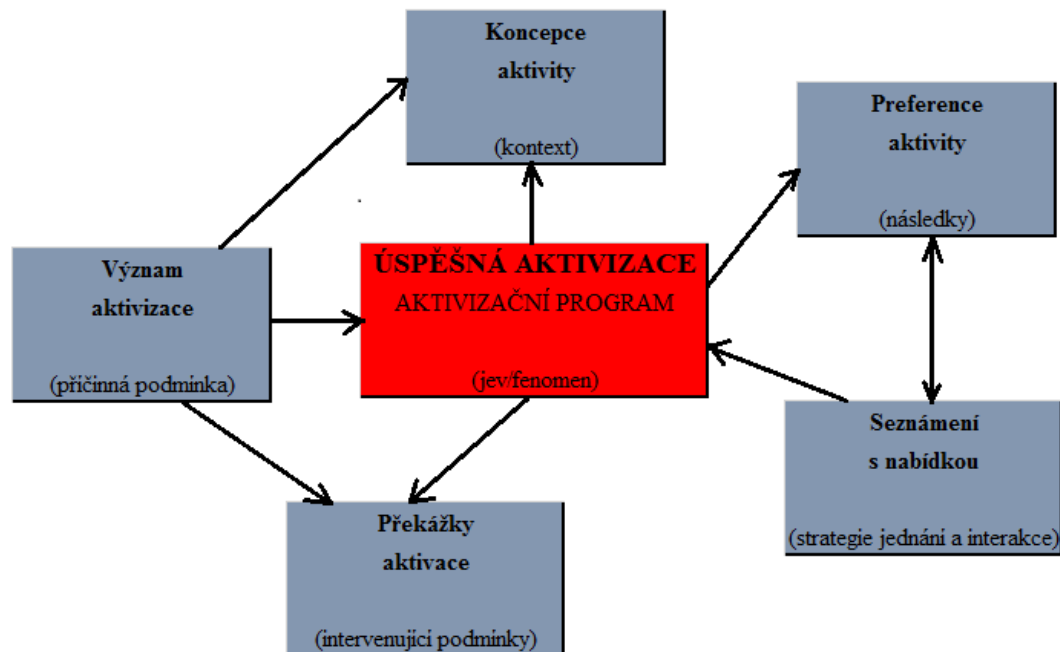 Koncepce
aktivity
(kontext)
Preference
aktivity
(následky)
Význam
aktivizace
(příčinná podmínka)
ÚSPĚŠNÁ AKTIVIZACE
AKTIVIZAČNÍ PROGRAM
(jev/fenomen)
Seznámení
s nabídkou
(strategie jednání a interakce)
Překážky
aktivace
(intervenující podmínky)